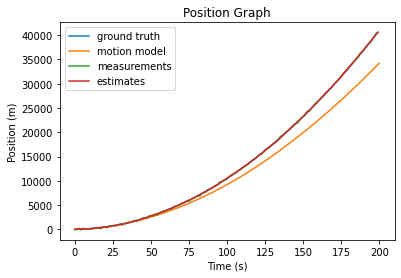 Position Graph
ground truth
motion model
measurements
estimates
Position (m)
40000
35000
30000
25000
20000
15000
10000
5000
0
0 25 50 75 100 125 150 175 200
Time (s)